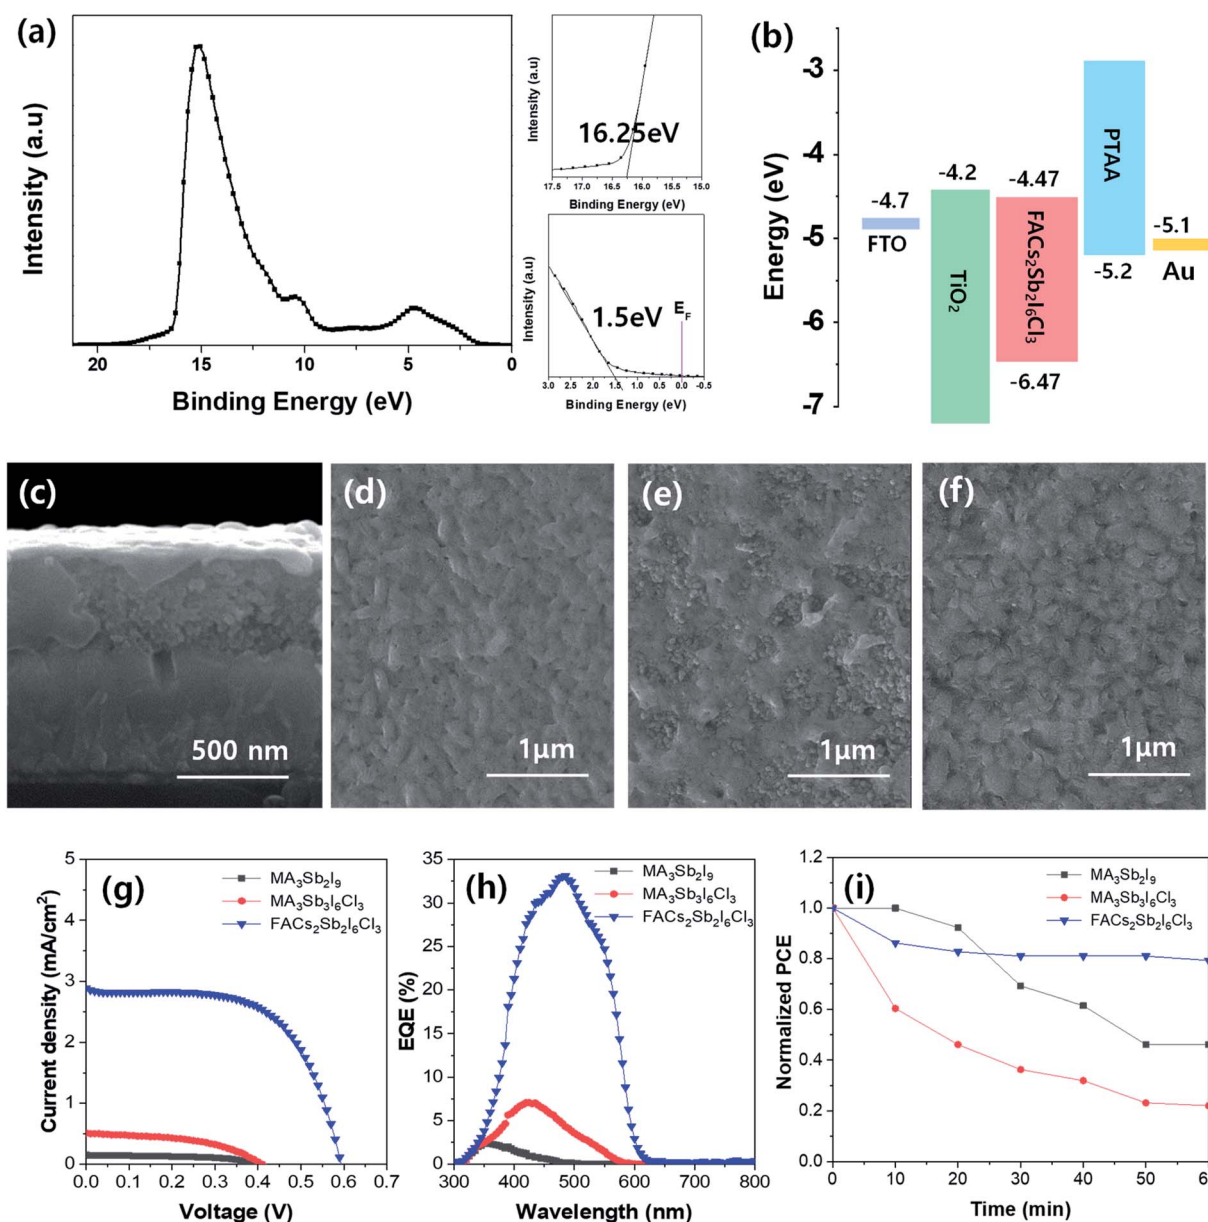 (a)
Intensity (a.u)
20
15
10
5
0
Binding Energy (eV)
Intensity (a.u)
16.25eV
17.5
17.0
16.5
16.0
15.5
15.0
Binding Energy (eV)
Intensity (a.u)
1.5eV
E_F
3.0
2.5
2.0
1.5
1.0
0.5
0.0
-0.5
Binding Energy (eV)
(b)
Energy (eV)
-3
-4
-5
-6
-7
-4.7
FTO
-4.2
TiO₂
-4.47
FACs₂Sb₂I₆Cl₃
-6.47
PTAA
-5.2
-5.1
Au
(c)
500 nm
(d)
1μm
(e)
1μm
(f)
1μm
(g)
MA₃Sb₂I₉
MA₃Sb₃I₆Cl₃
FACs₂Sb₂I₆Cl₃
Current density (mA/cm²)
5
4
3
2
1
0
0.0
0.1
0.2
0.3
0.4
0.5
0.6
0.7
Voltage (V)
(h)
MA₃Sb₂I₉
MA₃Sb₃I₆Cl₃
FACs₂Sb₂I₆Cl₃
EQE (%)
35
30
25
20
15
10
5
0
300
400
500
600
700
800
Wavelength (nm)
(i)
MA₃Sb₂I₉
MA₃Sb₃I₆Cl₃
FACs₂Sb₂I₆Cl₃
Normalized PCE
1.2
1.0
0.8
0.6
0.4
0.2
0.0
0
10
20
30
40
50
Time (min)